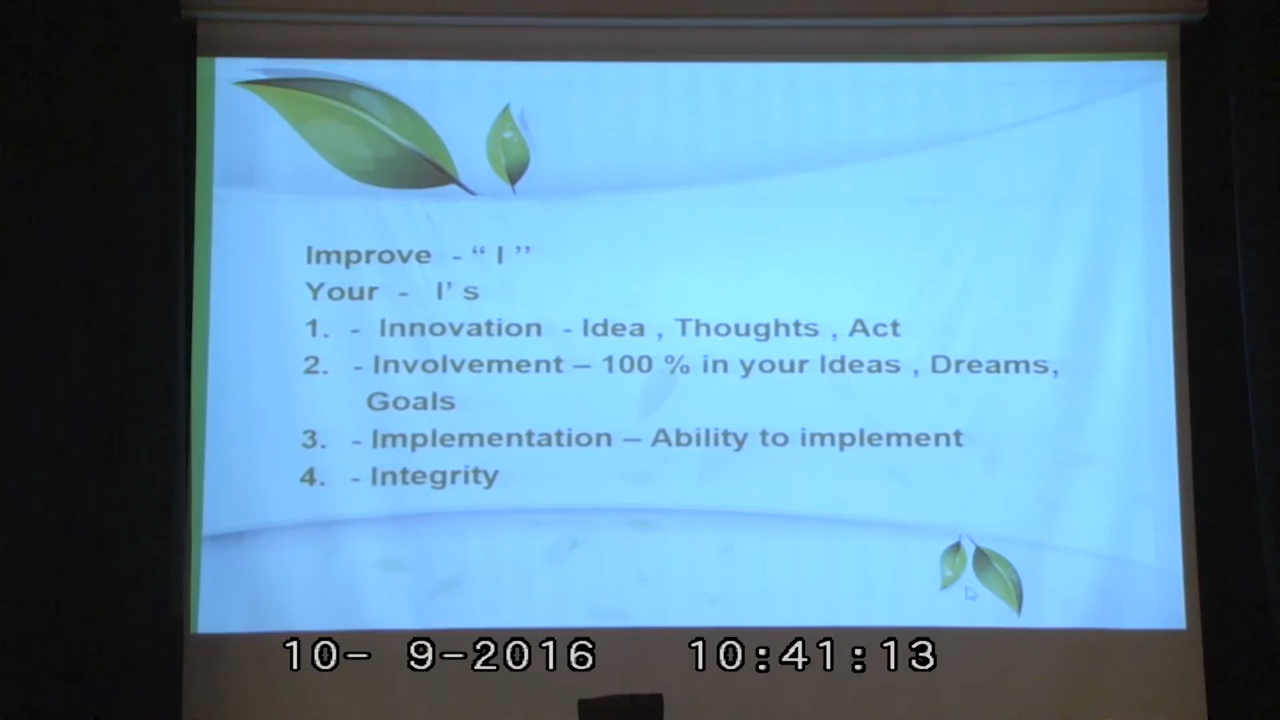 Improve - “ I ”
Your - I’ s
1. - Innovation - Idea , Thoughts , Act
2. - Involvement – 100 % in your Ideas , Dreams,
Goals
3. - Implementation – Ability to implement
4. - Integrity
10- 9-2016 10:41:13